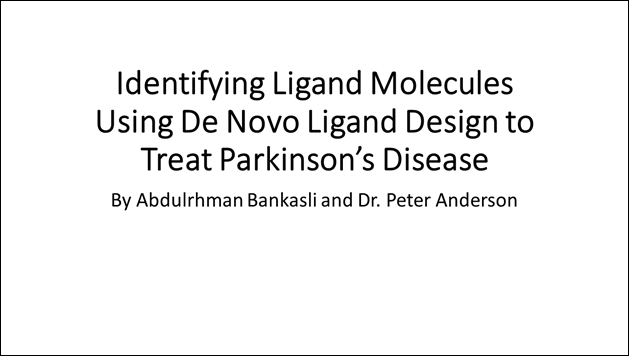 Identifying Ligand Molecules
Using De Novo Ligand Design to
Treat Parkinson’s Disease
By Abdulrhman Bankasli and Dr. Peter Anderson